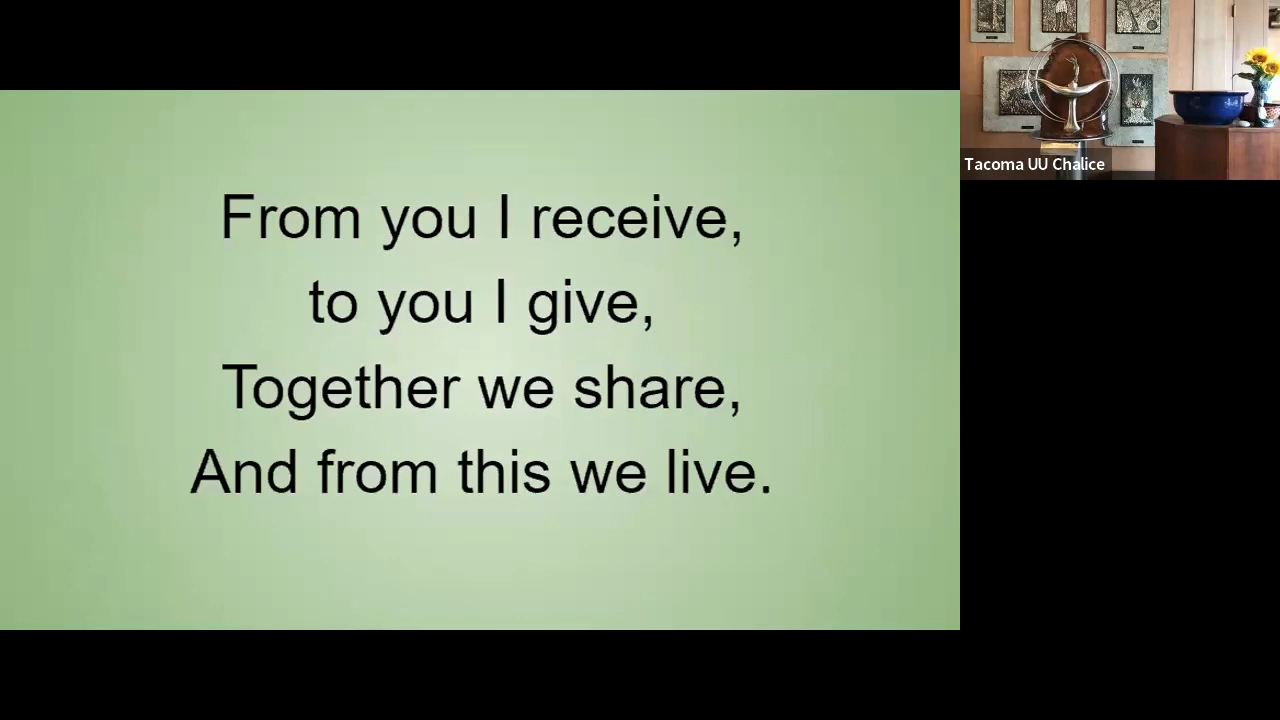 From you I receive,
to you I give,
Together we share,
And from this we live.
Tacoma UU Chalice